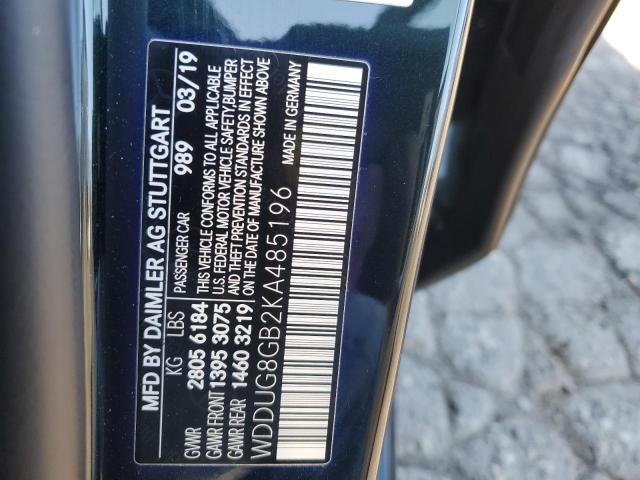 MFD BY DAIMLER AG STUTTGART
KG LBS PASSENGER CAR 989 03/19
GVWR 2805 6184 THIS VEHICLE CONFORMS TO ALL APPLICABLE
GAWR FRONT 1395 3075 U.S. FEDERAL MOTOR VEHICLE SAFETY,BUMPER
GAWR REAR 1460 3219 AND THEFT PREVENTION STANDARDS IN EFFECT
ON THE DATE OF MANUFACTURE SHOWN ABOVE
WDDUG8GB2KA485196 MADE IN GERMANY